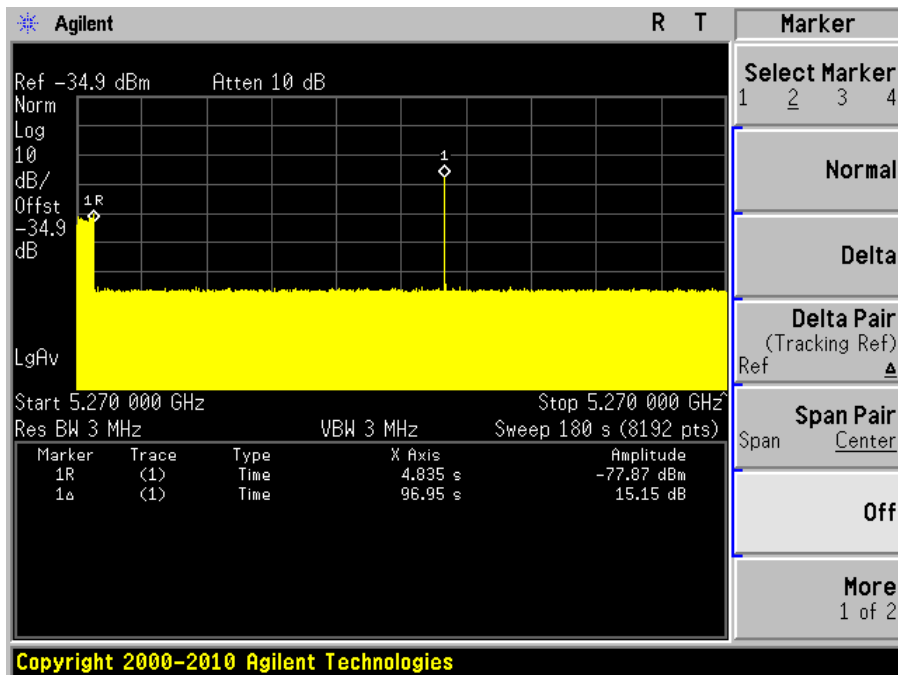 Agilent R T Marker
Ref −34.9 dBm Atten 10 dB
Norm
Log
10
dB/
Offst
−34.9
dB
LgAv
1R
1
Start 5.270 000 GHz Stop 5.270 000 GHz^
Res BW 3 MHz VBW 3 MHz Sweep 180 s (8192 pts)
Marker Trace Type X Axis Amplitude
1R (1) Time 4.835 s −77.87 dBm
1Δ (1) Time 96.95 s 15.15 dB
Select Marker
1 2 3 4
Normal
Delta
Delta Pair
(Tracking Ref)
Ref Δ
Span Pair
Span Center
Off
More
1 of 2
Copyright 2000–2010 Agilent Technologies